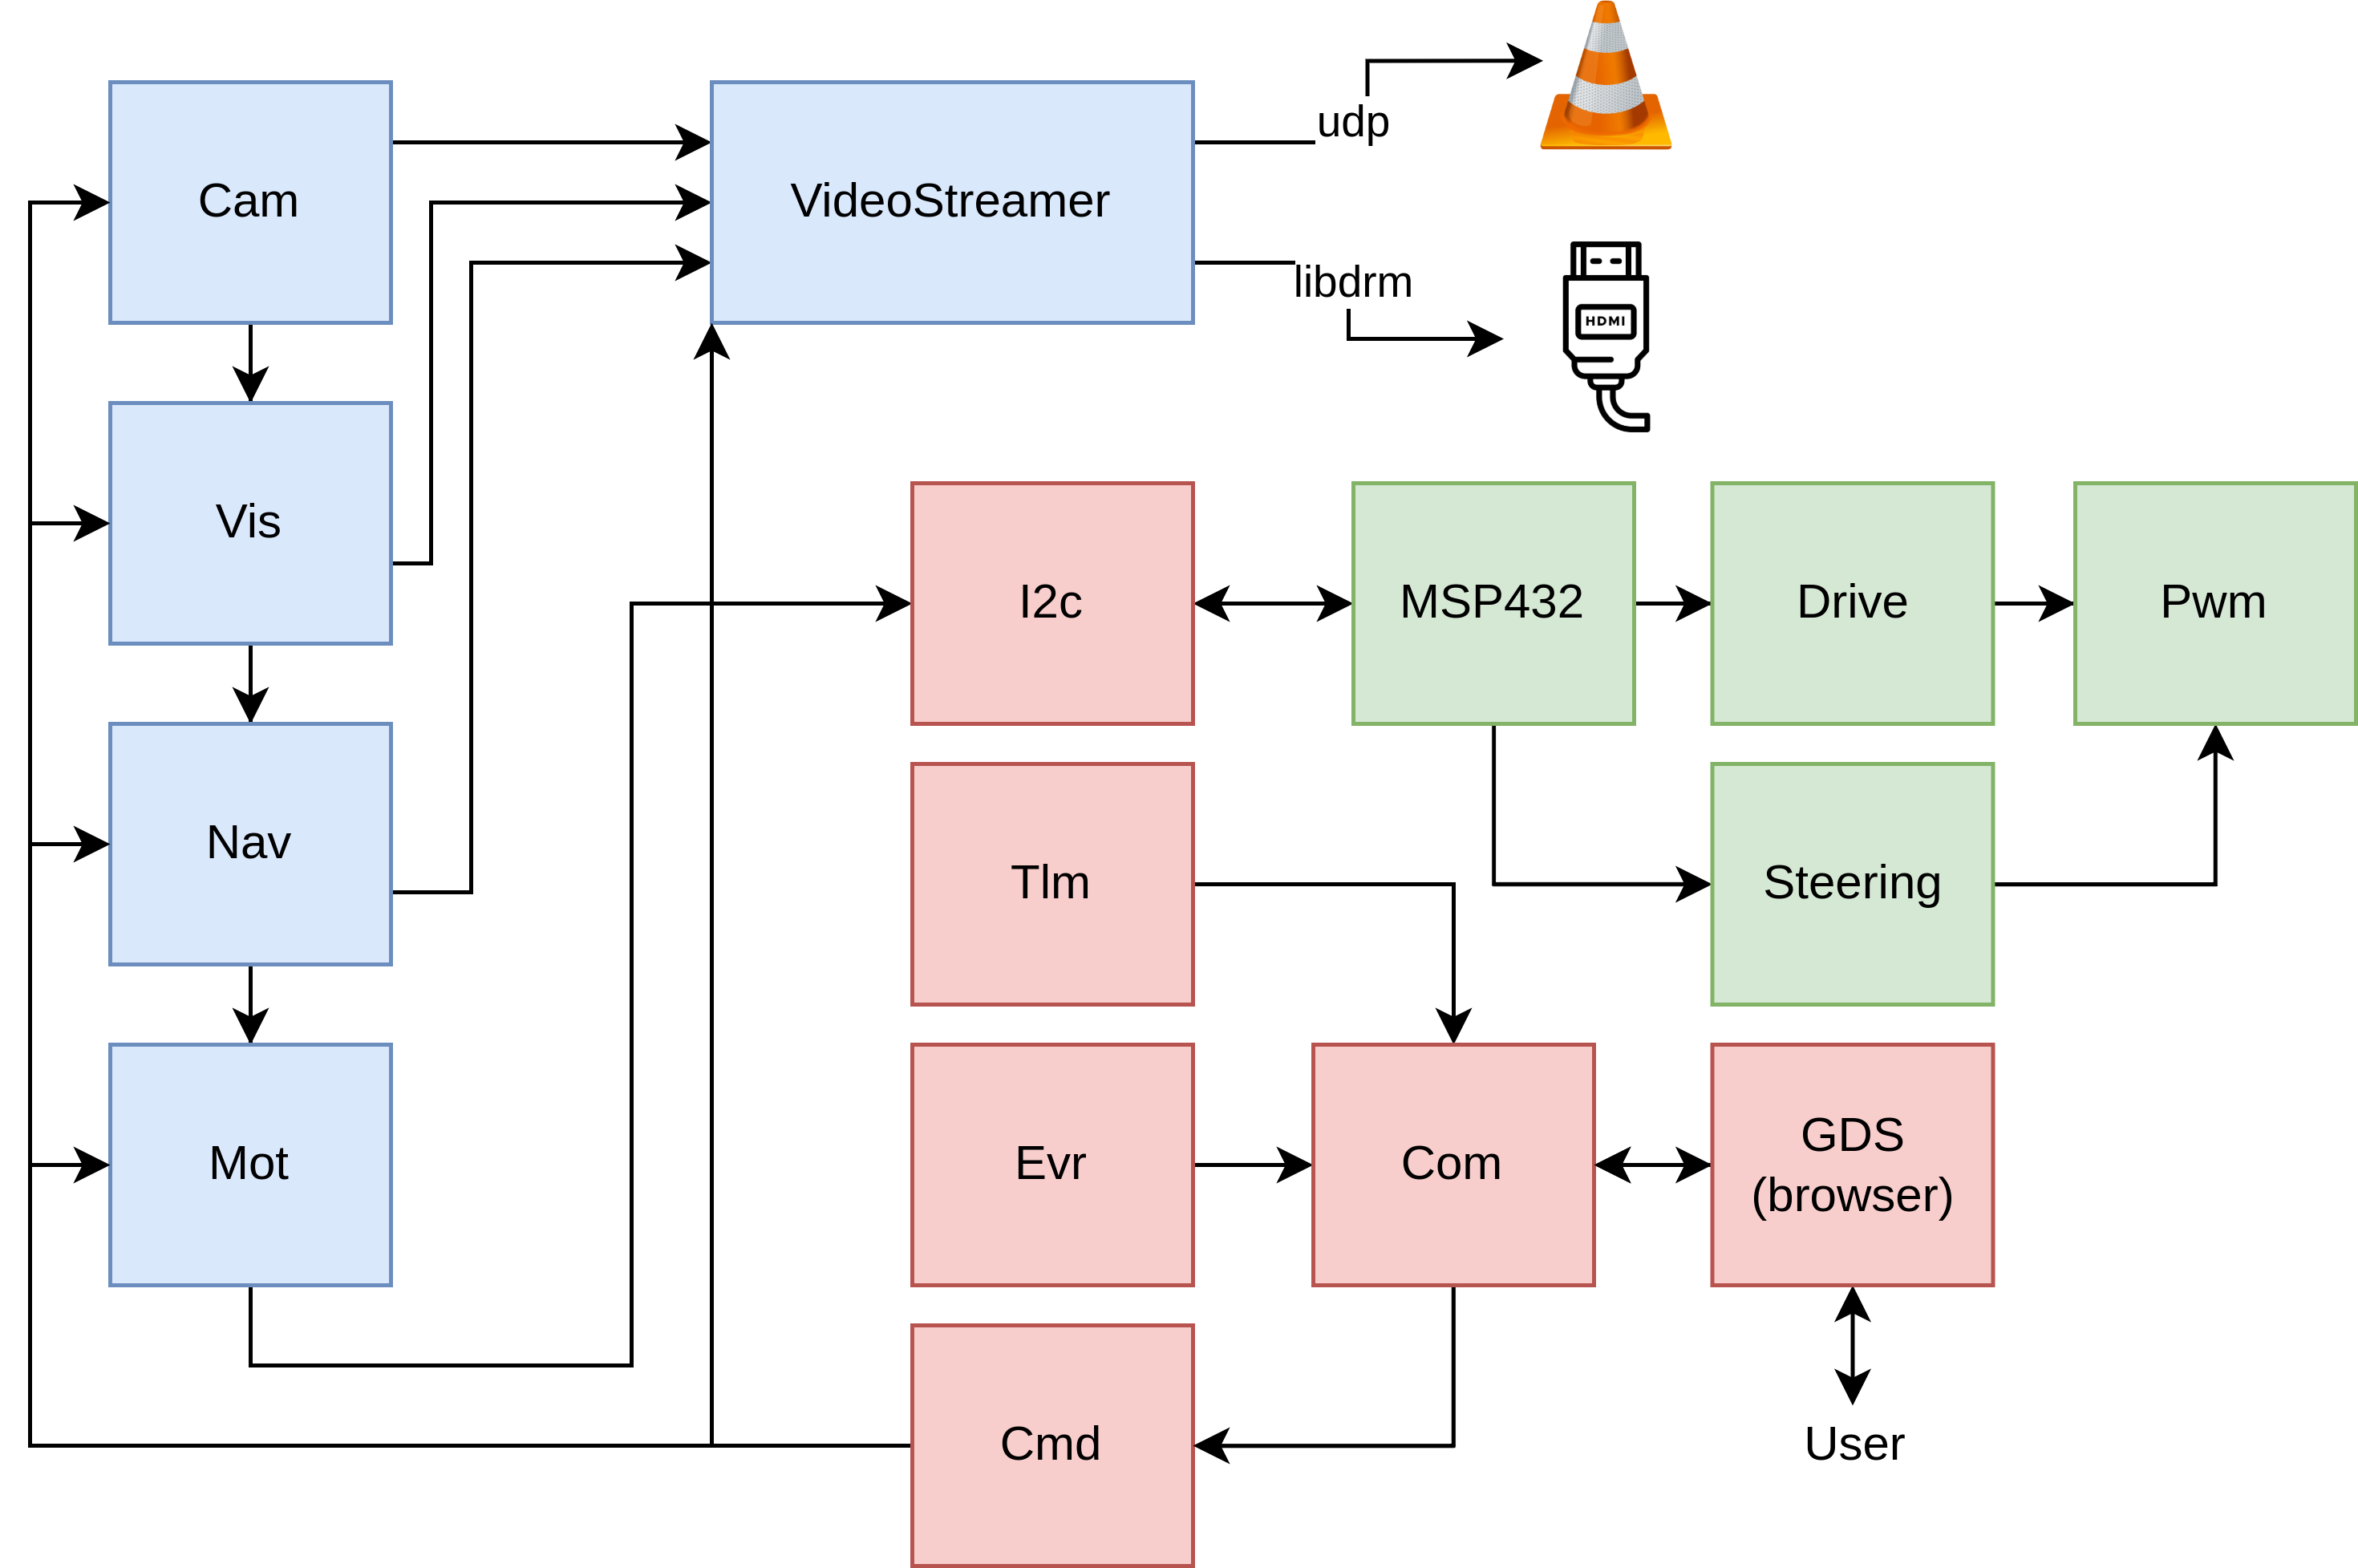 Cam
VideoStreamer
udp
libdrm
HDMI
Vis
I2c
MSP432
Drive
Pwm
Nav
Tlm
Steering
Mot
Evr
Com
GDS
(browser)
Cmd
User